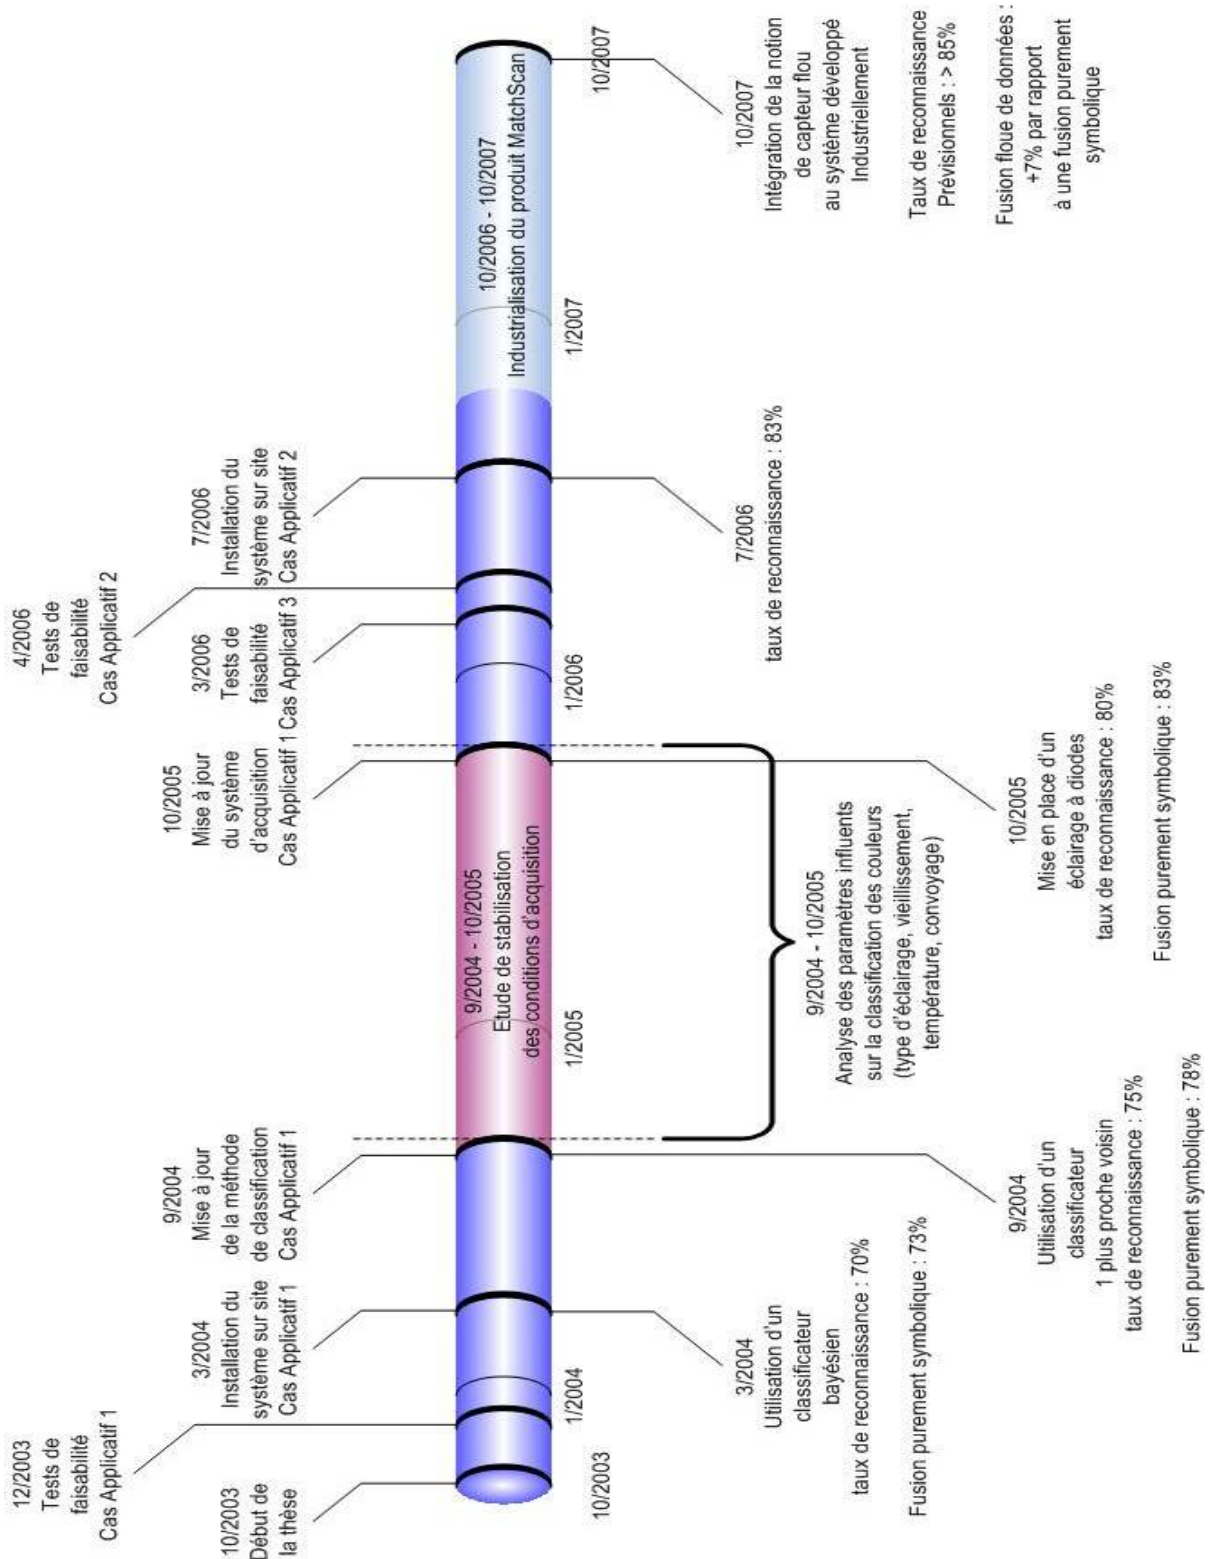 12/2003
Tests de
faisabilité
Cas Applicatif 1
4/2006
Tests de
faisabilité
Cas Applicatif 2
10/2003
Début de
la thèse
3/2004
Installation du
système sur site
Cas Applicatif 1
9/2004
Mise à jour
de la méthode
de classification
Cas Applicatif 1
10/2005
Mise à jour
du système
d'acquisition
Cas Applicatif 1
3/2006
Tests de
faisabilité
Cas Applicatif 3
7/2006
Installation du
système sur site
Cas Applicatif 2
9/2004 - 10/2005
Etude de stabilisation
des conditions d'acquisition
10/2006 - 10/2007
Industrialisation du produit MatchScan
10/2003
1/2004
1/2005
1/2006
1/2007
10/2007
3/2004
Utilisation d'un
classificateur
bayésien
taux de reconnaissance : 70%
Fusion purement symbolique : 73%
9/2004 - 10/2005
Analyse des paramètres influents
sur la classification des couleurs
(type d'éclairage, vieillissement,
température, convoyage)
7/2006
taux de reconnaissance : 83%
10/2007
Intégration de la notion
de capteur flou
au système développé
Industriellement
Taux de reconnaissance
Prévisionnels : > 85%
Fusion floue de données :
+7% par rapport
à une fusion purement
symbolique
9/2004
Utilisation d'un
classificateur
1 plus proche voisin
taux de reconnaissance : 75%
Fusion purement symbolique : 78%
10/2005
Mise en place d'un
éclairage à diodes
taux de reconnaissance : 80%
Fusion purement symbolique : 83%